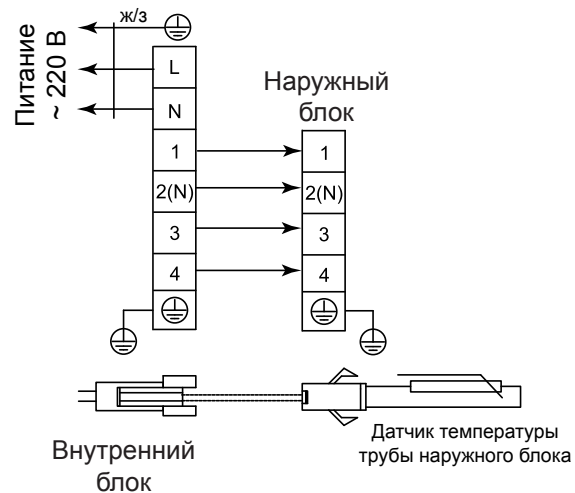 ж/з
Питание
~ 220 В
L
N
1
2(N)
3
4
Наружный
блок
1
2(N)
3
4
Внутренний
блок
Датчик температуры
трубы наружного блока